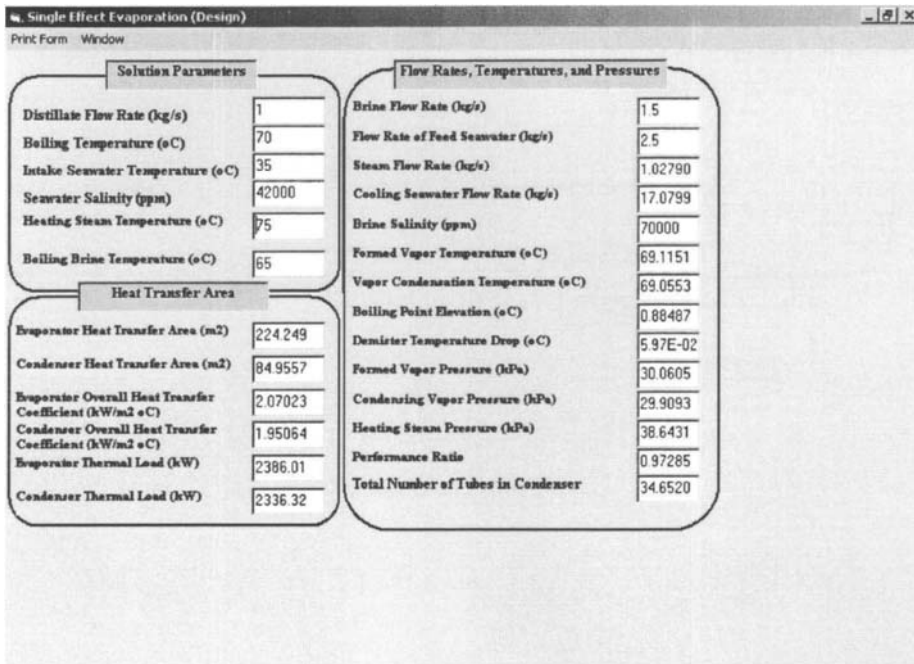 Single Effect Evaporation (Design)
Print Form Window
Solution Parameters
Distillate Flow Rate (kg/s) 1
Boiling Temperature (oC) 70
Intake Seawater Temperature (oC) 35
Seawater Salinity (ppm) 42000
Heating Steam Temperature (oC) 75
Boiling Brine Temperature (oC) 65
Heat Transfer Area
Evaporator Heat Transfer Area (m2) 224.249
Condenser Heat Transfer Area (m2) 84.9557
Evaporator Overall Heat Transfer
Coefficient (kW/m2 oC) 2.07023
Condenser Overall Heat Transfer
Coefficient (kW/m2 oC) 1.95064
Evaporator Thermal Load (kW) 2386.01
Condenser Thermal Load (kW) 2336.32
Flow Rates, Temperatures, and Pressures
Brine Flow Rate (kg/s) 1.5
Flow Rate of Feed Seawater (kg/s) 2.5
Steam Flow Rate (kg/s) 1.02790
Cooling Seawater Flow Rate (kg/s) 17.0799
Brine Salinity (ppm) 70000
Formed Vapor Temperature (oC) 69.1151
Vapor Condensation Temperature (oC) 69.0553
Boiling Point Elevation (oC) 0.88487
Demister Temperature Drop (oC) 5.97E-02
Formed Vapor Pressure (kPa) 30.0605
Condensing Vapor Pressure (kPa) 29.9093
Heating Steam Pressure (kPa) 38.6431
Performance Ratio 0.97285
Total Number of Tubes in Condenser 34.6520